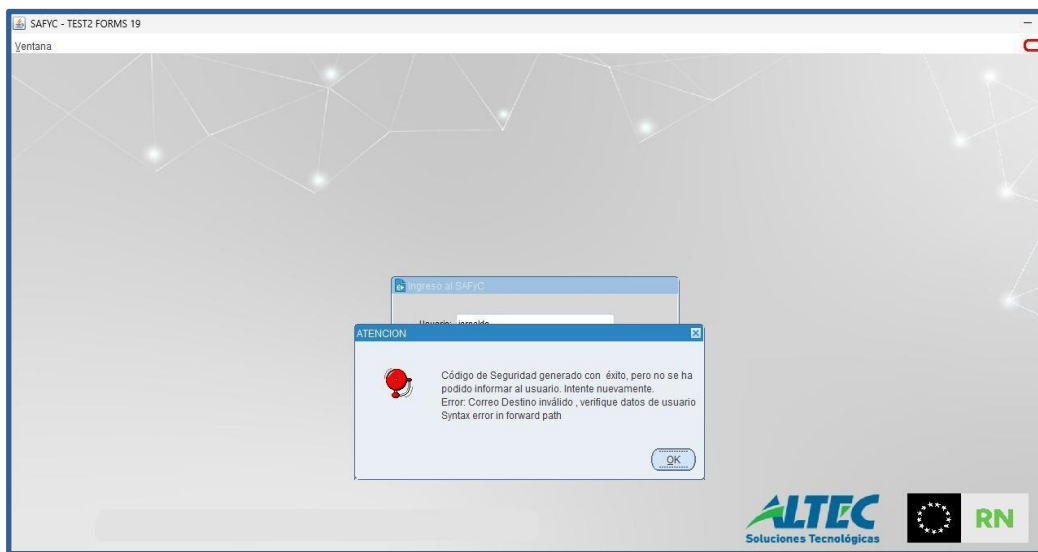 SAFYC - TEST2 FORMS 19
Ventana
Ingreso al SAFyC
Usuario:
ATENCION
Código de Seguridad generado con éxito, pero no se ha
podido informar al usuario. Intente nuevamente.
Error: Correo Destino inválido , verifique datos de usuario
Syntax error in forward path
OK
ALTEC
Soluciones Tecnológicas
RN